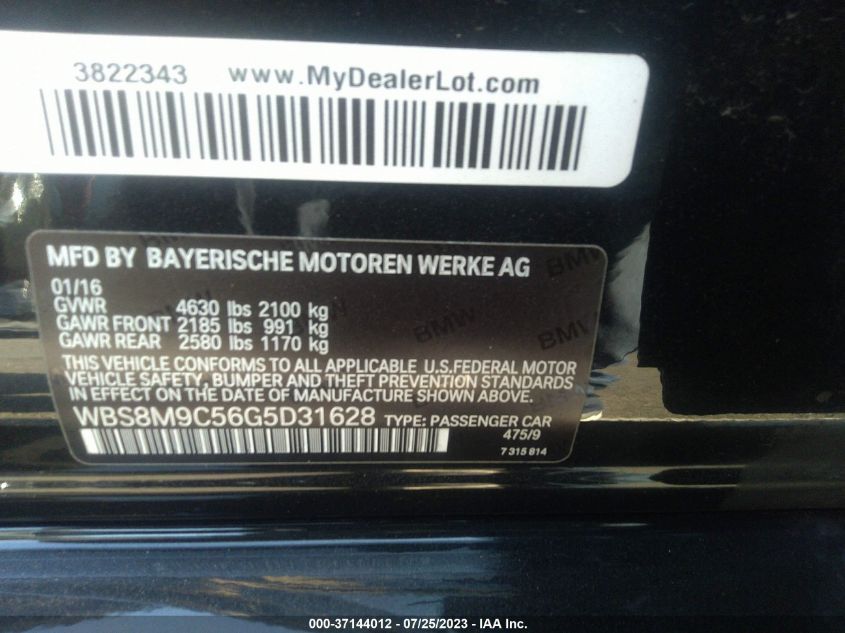 3822343 www.MyDealerLot.com
MFD BY BAYERISCHE MOTOREN WERKE AG
01/16
GVWR 4630 lbs 2100 kg
GAWR FRONT 2185 lbs 991 kg
GAWR REAR 2580 lbs 1170 kg
THIS VEHICLE CONFORMS TO ALL APPLICABLE U.S.FEDERAL MOTOR
VEHICLE SAFETY, BUMPER AND THEFT PREVENTION STANDARDS
IN EFFECT ON THE DATE OF MANUFACTURE SHOWN ABOVE.
WBS8M9C56G5D31628 TYPE: PASSENGER CAR
475/9
7 315 814
BMW
BMW
BMW
000-37144012 - 07/25/2023 - IAA Inc.